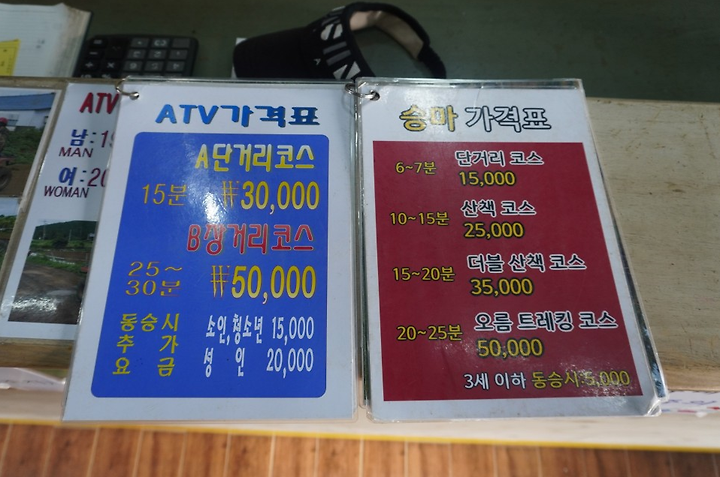 ATV
남:
MAN
여:
WOMAN
ATV가격표
A단거리코스
15분 ₩30,000
B장거리코스
25~30분 ₩50,000
동승시 추가 요금
소인,청소년 15,000
성인 20,000
승마 가격표
6~7분 단거리 코스
15,000
10~15분 산책 코스
25,000
15~20분 더블 산책 코스
35,000
20~25분 오름 트레킹 코스
50,000
3세 이하 동승시:5,000